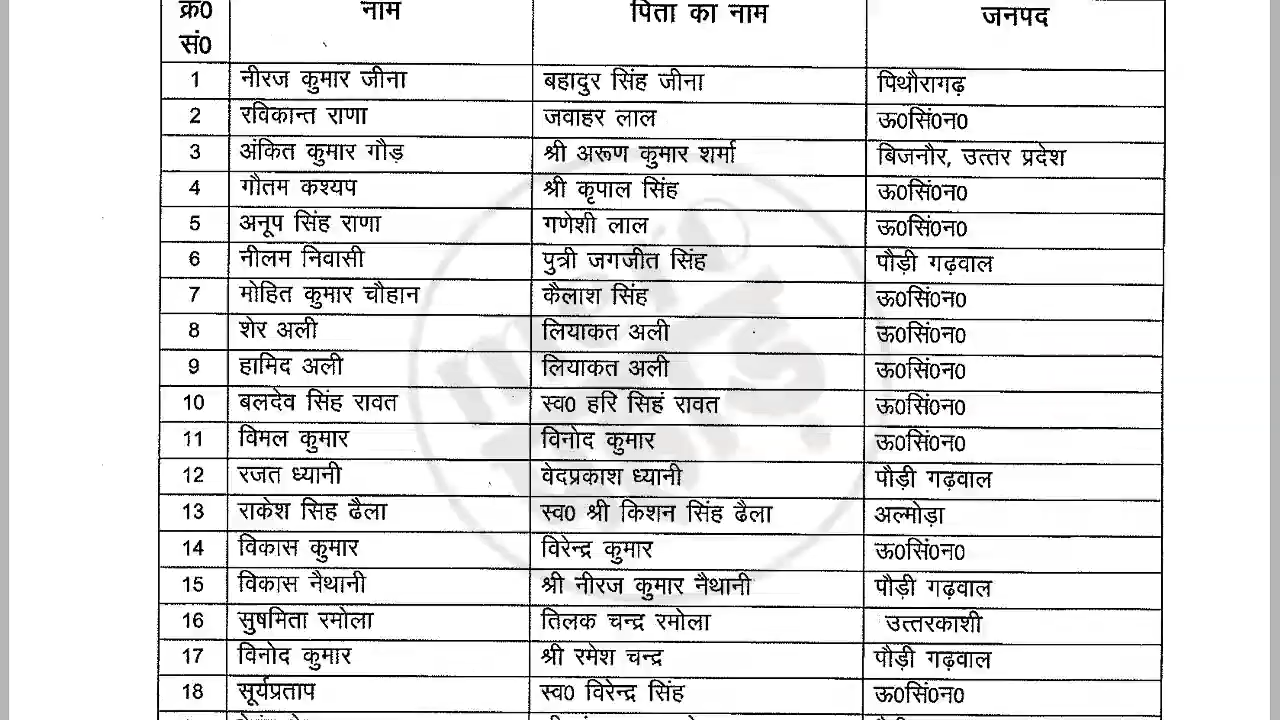 क्र0 सं0 नाम पिता का नाम जनपद
1 नीरज कुमार जीना बहादुर सिंह जीना पिथौरागढ़
2 रविकान्त राणा जवाहर लाल ऊ0सिं0न0
3 अंकित कुमार गौड़ श्री अरूण कुमार शर्मा बिजनौर, उत्तर प्रदेश
4 गौतम कश्यप श्री कृपाल सिंह ऊ0सिं0न0
5 अनूप सिंह राणा गणेशी लाल ऊ0सिं0न0
6 नीलम निवासी पुत्री जगजीत सिंह पौड़ी गढ़वाल
7 मोहित कुमार चौहान कैलाश सिंह ऊ0सिं0न0
8 शेर अली लियाकत अली ऊ0सिं0न0
9 हामिद अली लियाकत अली ऊ0सिं0न0
10 बलदेव सिंह रावत स्व0 हरि सिहं रावत ऊ0सिं0न0
11 विमल कुमार विनोद कुमार ऊ0सिं0न0
12 रजत ध्यानी वेदप्रकाश ध्यानी पौड़ी गढ़वाल
13 राकेश सिह ढैला स्व0 श्री किशन सिंह ढैला अल्मोड़ा
14 विकास कुमार विरेन्द्र कुमार ऊ0सिं0न0
15 विकास नैथानी श्री नीरज कुमार नैथानी पौड़ी गढ़वाल
16 सुषमिता रमोला तिलक चन्द्र रमोला उत्तरकाशी
17 विनोद कुमार श्री रमेश चन्द्र पौड़ी गढ़वाल
18 सूर्यप्रताप स्व0 विरेन्द्र सिंह ऊ0सिं0न0